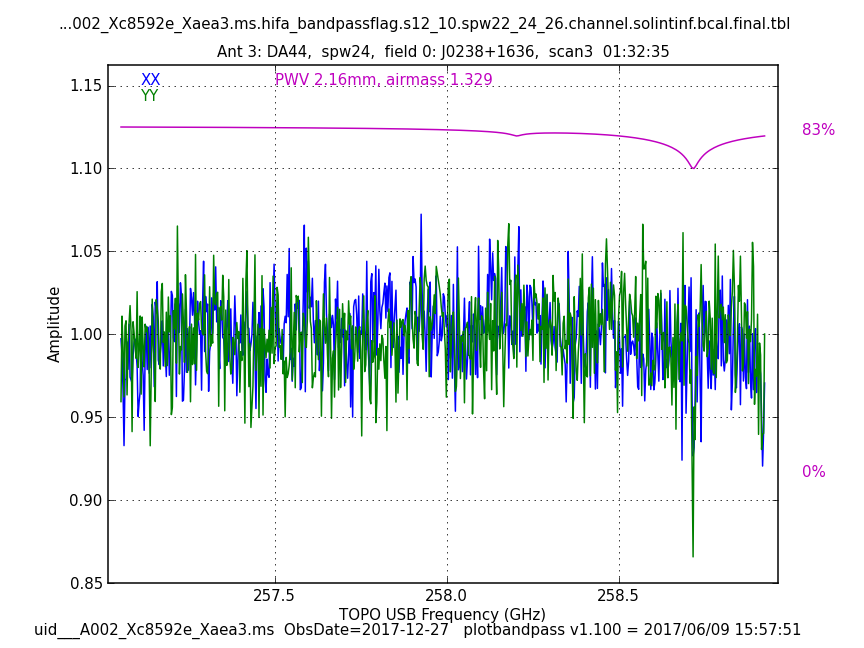 ...002_Xc8592e_Xaea3.ms.hifa_bandpassflag.s12_10.spw22_24_26.channel.solintinf.bcal.final.tbl
Ant 3: DA44,  spw24,  field 0: J0238+1636,  scan3  01:32:35
XX
YY
PWV 2.16mm, airmass 1.329
83%
0%
1.15
1.10
1.05
1.00
0.95
0.90
0.85
Amplitude
257.5
258.0
258.5
TOPO USB Frequency (GHz)
uid___A002_Xc8592e_Xaea3.ms  ObsDate=2017-12-27   plotbandpass v1.100 = 2017/06/09 15:57:51